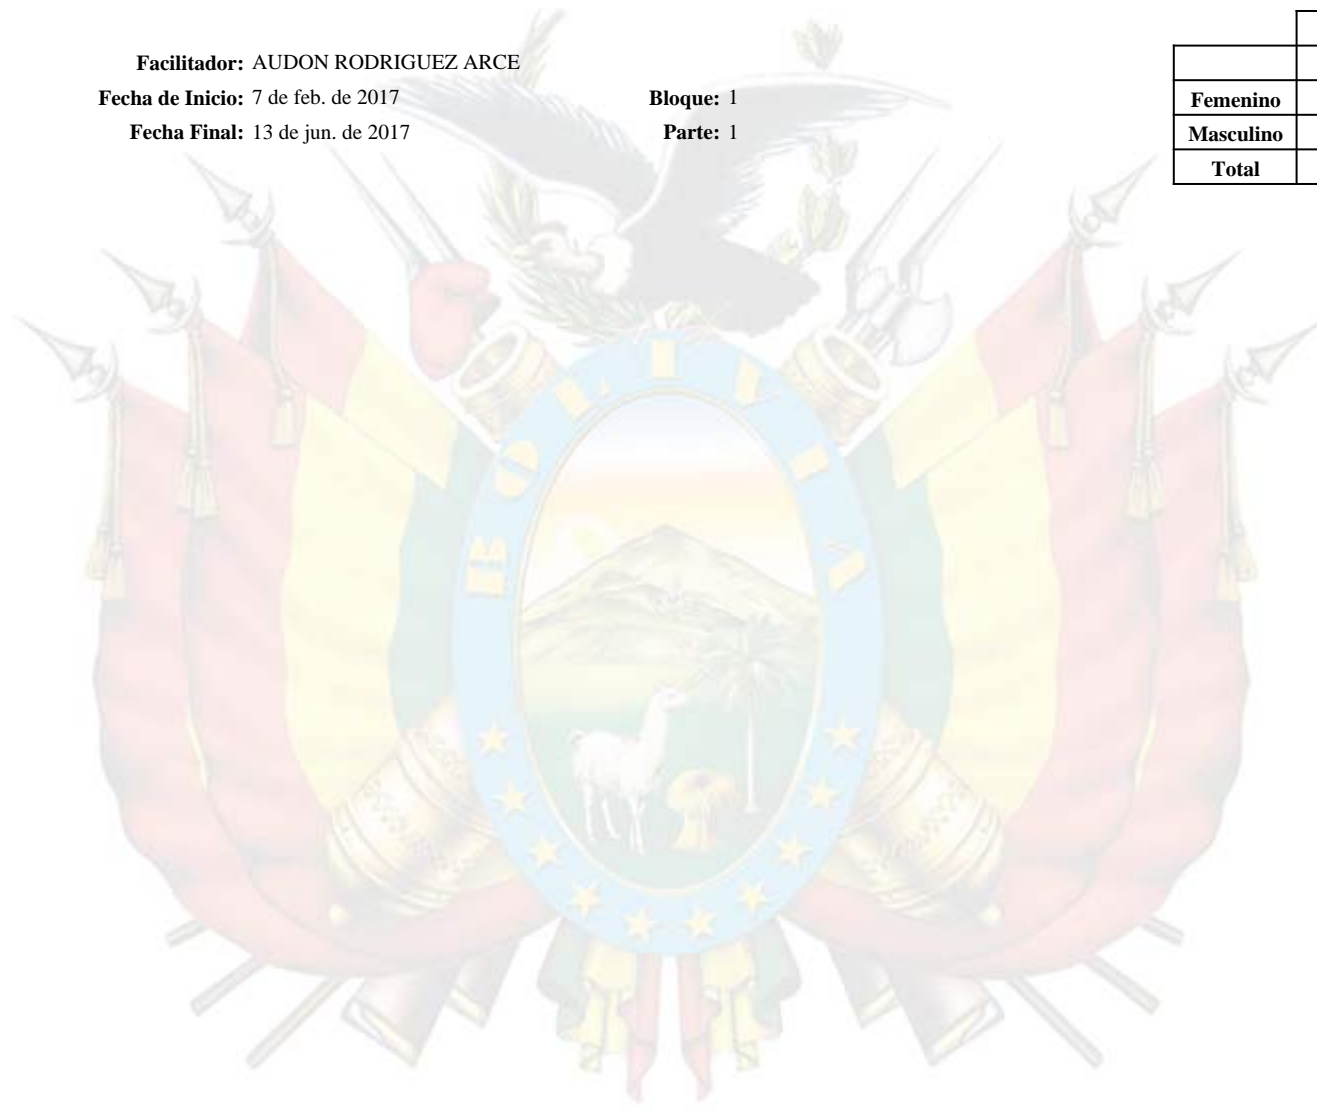 Facilitador: AUDON RODRIGUEZ ARCE
Fecha de Inicio: 7 de feb. de 2017 Bloque: 1
Fecha Final: 13 de jun. de 2017 Parte: 1
Femenino
Masculino
Total
BOLIVIA